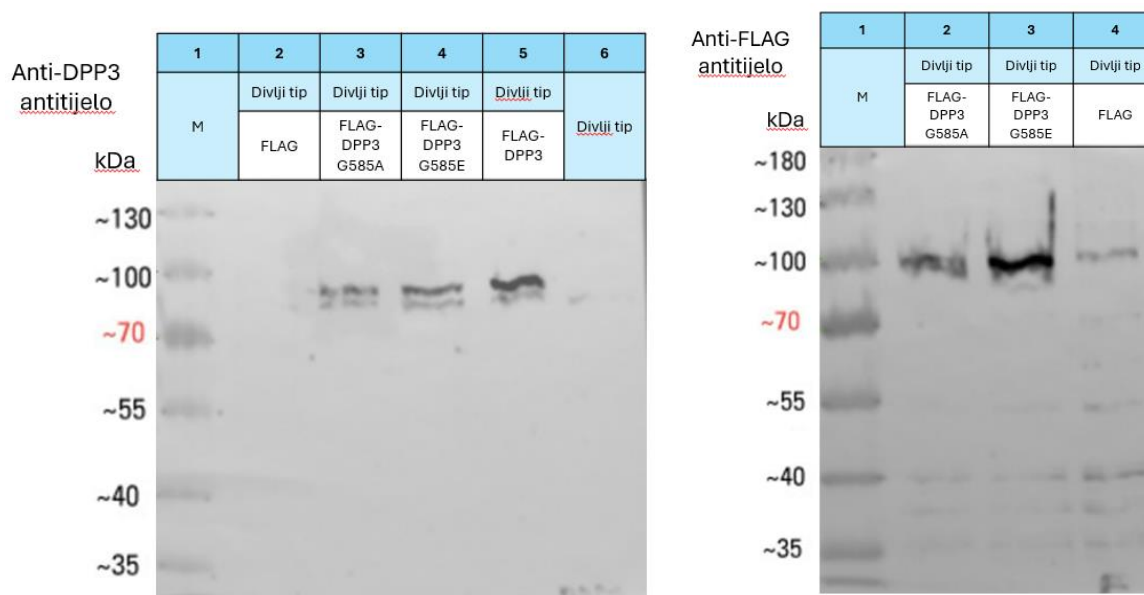 Anti-DPP3
antitijelo
kDa
1 2 3 4 5 6
M Divlji tip Divlji tip Divlji tip Divlji tip Divlji tip
FLAG
FLAG-
DPP3
G585A
FLAG-
DPP3
G585E
FLAG-
DPP3
~130
~100
~70
~55
~40
~35
Anti-FLAG
antitijelo
kDa
1 2 3 4
M Divlji tip Divlji tip Divlji tip
FLAG-
DPP3
G585A
FLAG-
DPP3
G585E
FLAG
~180
~130
~100
~70
~55
~40
~35